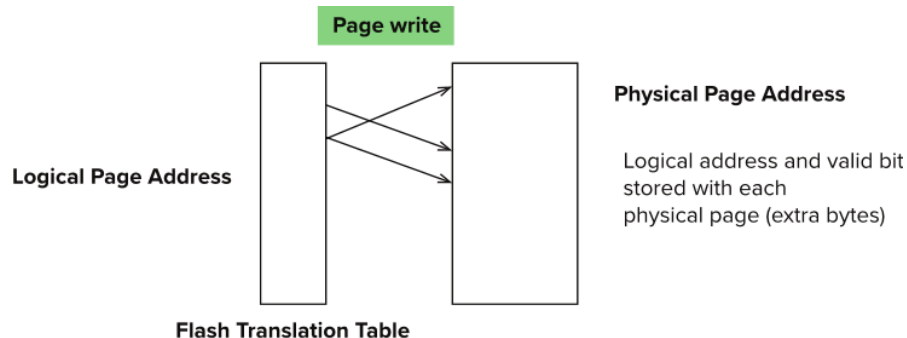 Page write
Physical Page Address
Logical address and valid bit
stored with each
physical page (extra bytes)
Logical Page Address
Flash Translation Table